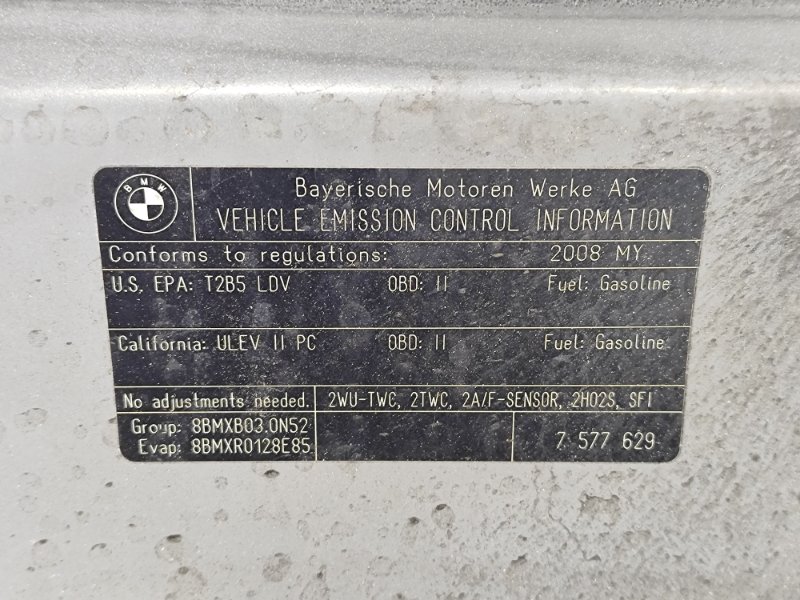 BMW
Bayerische Motoren Werke AG
VEHICLE EMISSION CONTROL INFORMATION
Conforms to regulations: 2008 MY
U.S. EPA: T2B5 LDV OBD: II Fuel: Gasoline
California: ULEV II PC OBD: II Fuel: Gasoline
No adjustments needed. 2WU-TWC, 2TWC, 2A/F-SENSOR, 2HO2S, SFI
Group: 8BMXB03.0N52
Evap: 8BMXR0128E85
7 577 629